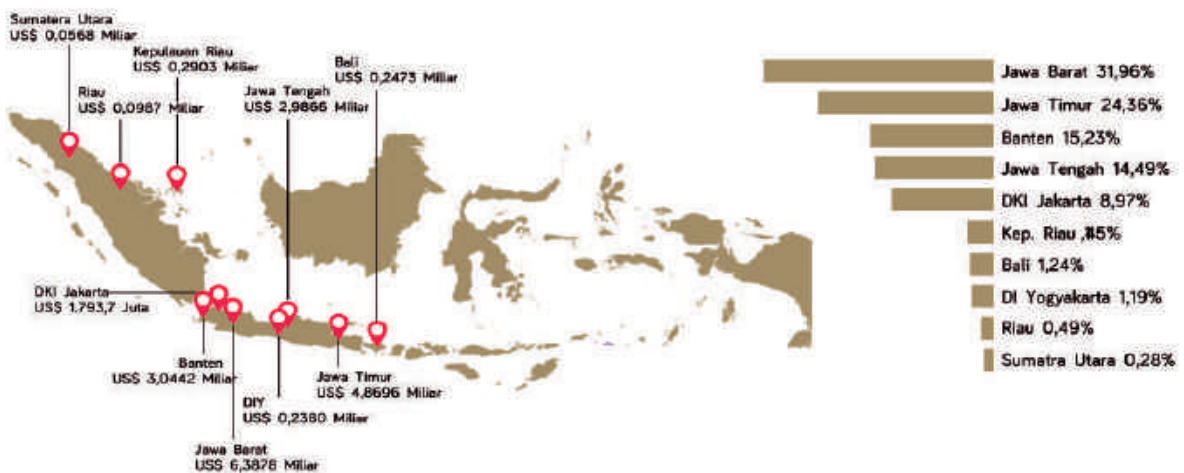 Sumatera Utara
US$ 0,0568 Miliar
Kepulauan Riau
US$ 0,2903 Miliar
Bali
US$ 0,2473 Miliar
Riau
US$ 0,0987 Miliar
Jawa Tengah
US$ 2,9866 Miliar
DKI Jakarta
US$ 1.793,7 Juta
Banten
US$ 3,0442 Miliar
DIY
US$ 0,2380 Miliar
Jawa Timur
US$ 4,8696 Miliar
Jawa Barat
US$ 6,3878 Miliar
Jawa Barat 31,96%
Jawa Timur 24,36%
Banten 15,23%
Jawa Tengah 14,49%
DKI Jakarta 8,97%
Kep. Riau
Bali 1,24%
DI Yogyakarta 1,19%
Riau 0,49%
Sumatra Utara 0,28%